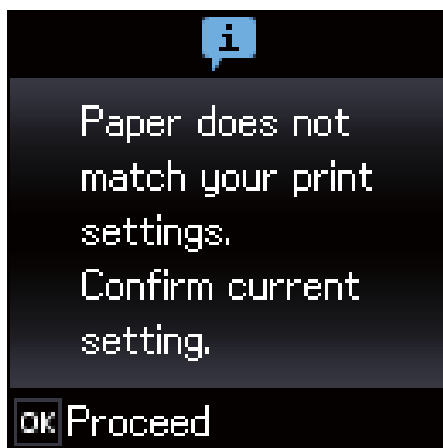 i
Paper does not
match your print
settings.
Confirm current
setting.
OK Proceed